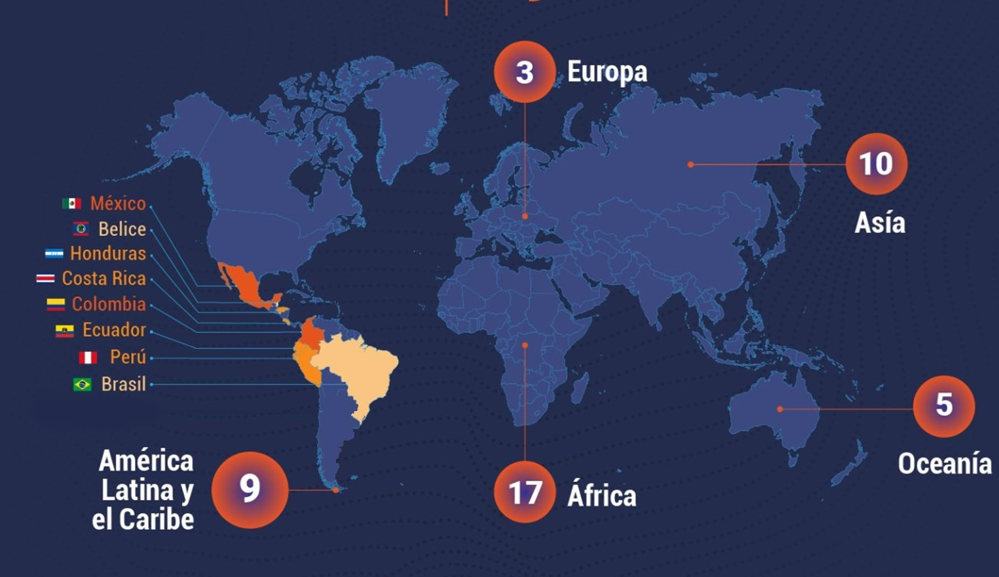 3 Europa
10
Asía
México
Belice
Honduras
Costa Rica
Colombia
Ecuador
Perú
Brasil
5
Oceanía
América
Latina y
el Caribe
9
17 África